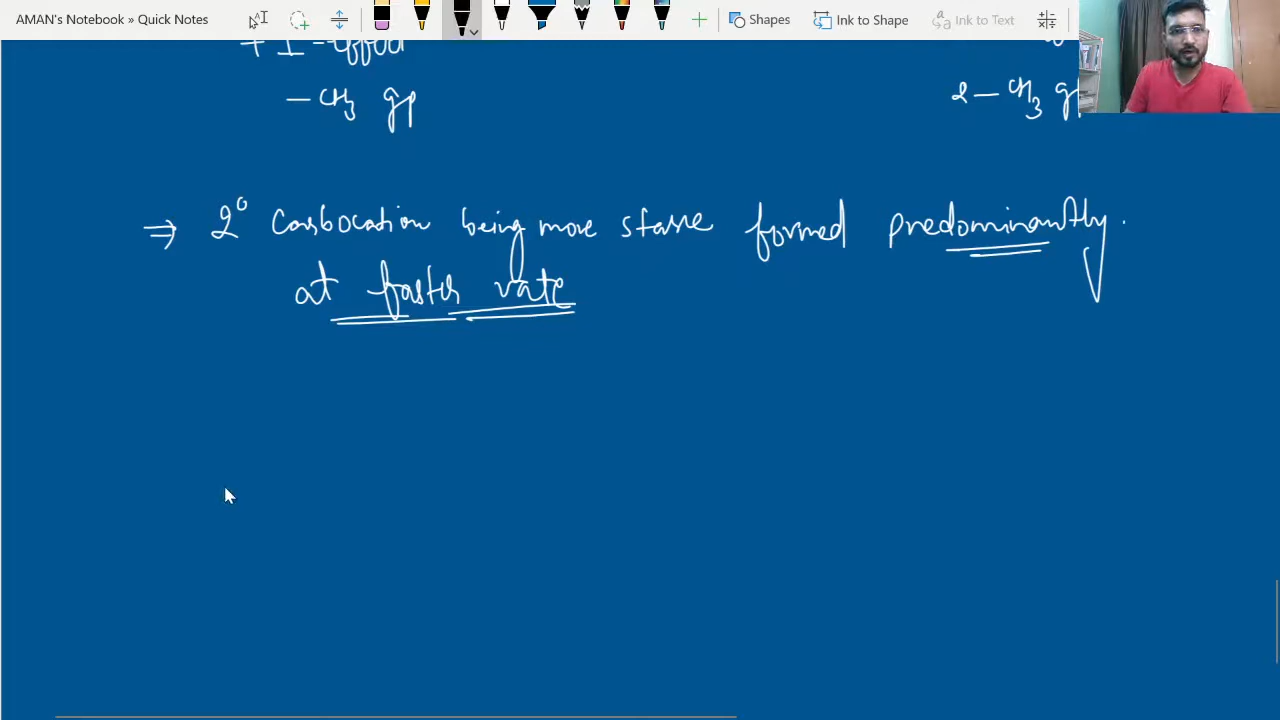 AMAN's Notebook » Quick Notes
Shapes
Ink to Shape
Ink to Text
+ I - effect
- CH3 gp
2 - CH3 gp
⇒ 2° Carbocation being more stable formed predominantly.
at faster rate